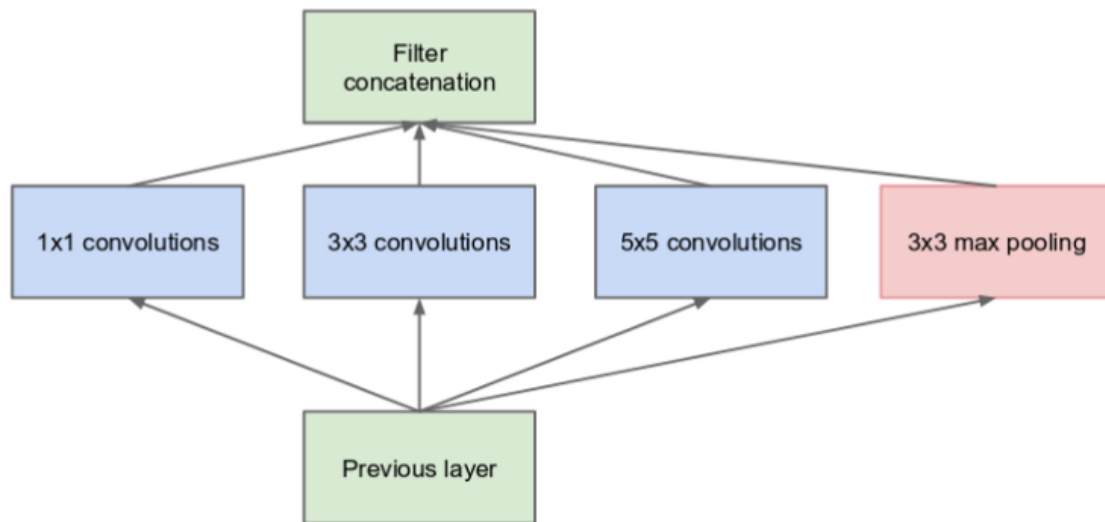 Filter
concatenation
1x1 convolutions
3x3 convolutions
5x5 convolutions
3x3 max pooling
Previous layer